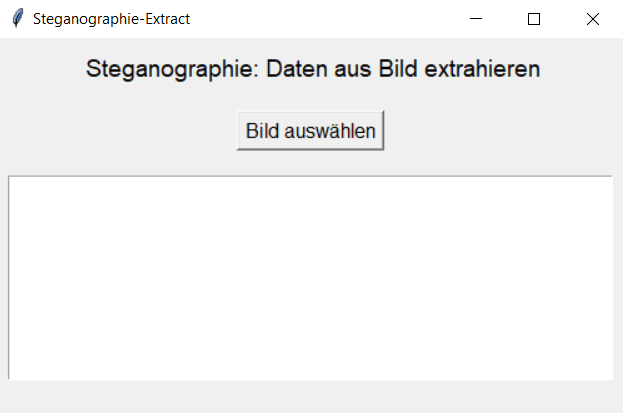 Steganographie-Extract
Steganographie: Daten aus Bild extrahieren
Bild auswählen